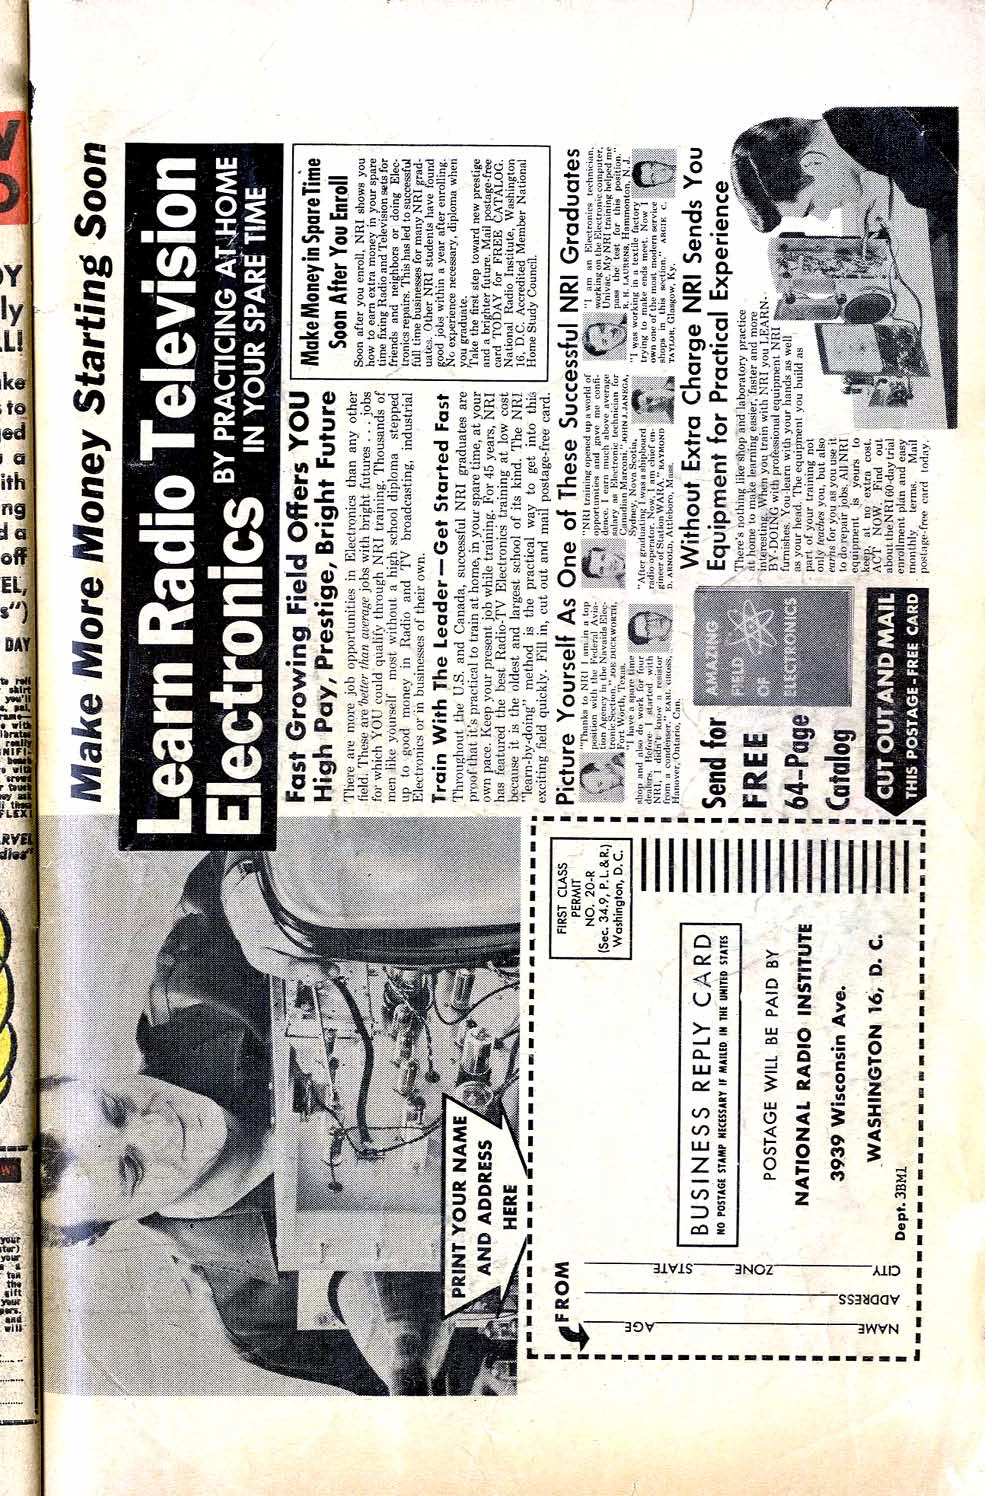 Make More Money Starting Soon
Learn Radio Television
Electronics BY PRACTICING AT HOME
IN YOUR SPARE TIME
Fast Growing Field Offers YOU
High Pay, Prestige, Bright Future
There are more job opportunities in Electronics than any other
field. These are better than average jobs with bright futures . . . jobs
for which YOU could qualify through NRI training. Thousands of
men like yourself most without a high school diploma stepped
up to good money in Radio and TV broadcasting, industrial
Electronics or in businesses of their own.
Train With The Leader—Get Started Fast
Throughout the U.S. and Canada, successful NRI graduates are
proof that it's practical to train at home, in your spare time, at your
own pace. Keep your present job while training. For 45 years, NRI
has featured the best Radio-TV Electronics training at low cost
because it is the oldest and largest school of its kind. The NRI
"learn-by-doing" method is the practical way to get into this
exciting field quickly. Fill in, cut out and mail postage-free card.
Make Money in Spare Time
Soon After You Enroll
Soon after you enroll, NRI shows you
how to earn extra money in your spare
time fixing Radio and Television sets for
friends and neighbors or doing Elec-
tronics repairs. This has led to successful
full time businesses for many NRI grad-
uates. Other NRI students have found
good jobs within a year after enrolling.
No experience necessary, diploma when
you graduate.
Take the first step toward new prestige
and a brighter future. Mail postage-free
card TODAY for FREE CATALOG.
National Radio Institute, Washington
16, D.C. Accredited Member National
Home Study Council.
Picture Yourself As One of These Successful NRI Graduates
"Thanks to NRI I am in a top
position with the Federal Avia-
tion Agency in the Navaids Elec-
tronic Section," JOE DUCKWORTH,
Fort Worth, Texas.
"I have a spare time
shop and also do work for four
dealers. Before I started with
NRI, I didn't know a resistor
from a condenser." EARL GROSS,
Hanover, Ontario, Can.
"NRI training opened up a world of
opportunities and gave me confi-
dence. I earn much above average
salary as Electronic technician for
Canadian Marconi," JOHN J. JANEGA,
Sydney, Nova Scotia.
"After graduating I was a shipboard
radio operator. Now, I am chief en-
gineer of Station WARA." RAYMOND
D. ARNOLD, Attleboro, Mass.
"I am an Electronics technician,
working on the Electronic computer,
Univac. My NRI training helped me
pass the test for this position."
E. H. LAURENS, Hammonton, N. J.
"I was working in a textile factory
trying to make ends meet. Now I
own one of the most modern service
shops in this section." ARCIE C.
TAYLOR, Glasgow, Ky.
Without Extra Charge NRI Sends You
Equipment for Practical Experience
There's nothing like shop and laboratory practice
at home to make learning easier, faster and more
interesting. When you train with NRI you LEARN-
BY-DOING with professional equipment NRI
furnishes. You learn with your hands as well
as your head. The equipment you build as
part of your training not
only teaches you, but also
earns for you as you use it
to do repair jobs. All NRI
equipment is yours to
keep, at no extra cost.
ACT NOW. Find out
about the NRI 60-day trial
enrollment plan and easy
monthly terms. Mail
postage-free card today.
Send for
FREE
64-Page
Catalog
AMAZING
FIELD
OF
ELECTRONICS
CUT OUT AND MAIL
THIS POSTAGE-FREE CARD
PRINT YOUR NAME
AND ADDRESS
HERE
FROM
NAME AGE
ADDRESS
CITY ZONE STATE
FIRST CLASS
PERMIT
NO. 20-R
(Sec. 34.9, P.L.&R.)
Washington, D. C.
BUSINESS REPLY CARD
NO POSTAGE STAMP NECESSARY IF MAILED IN THE UNITED STATES
POSTAGE WILL BE PAID BY
NATIONAL RADIO INSTITUTE
3939 Wisconsin Ave.
WASHINGTON 16, D. C.
Dept. 3BM1